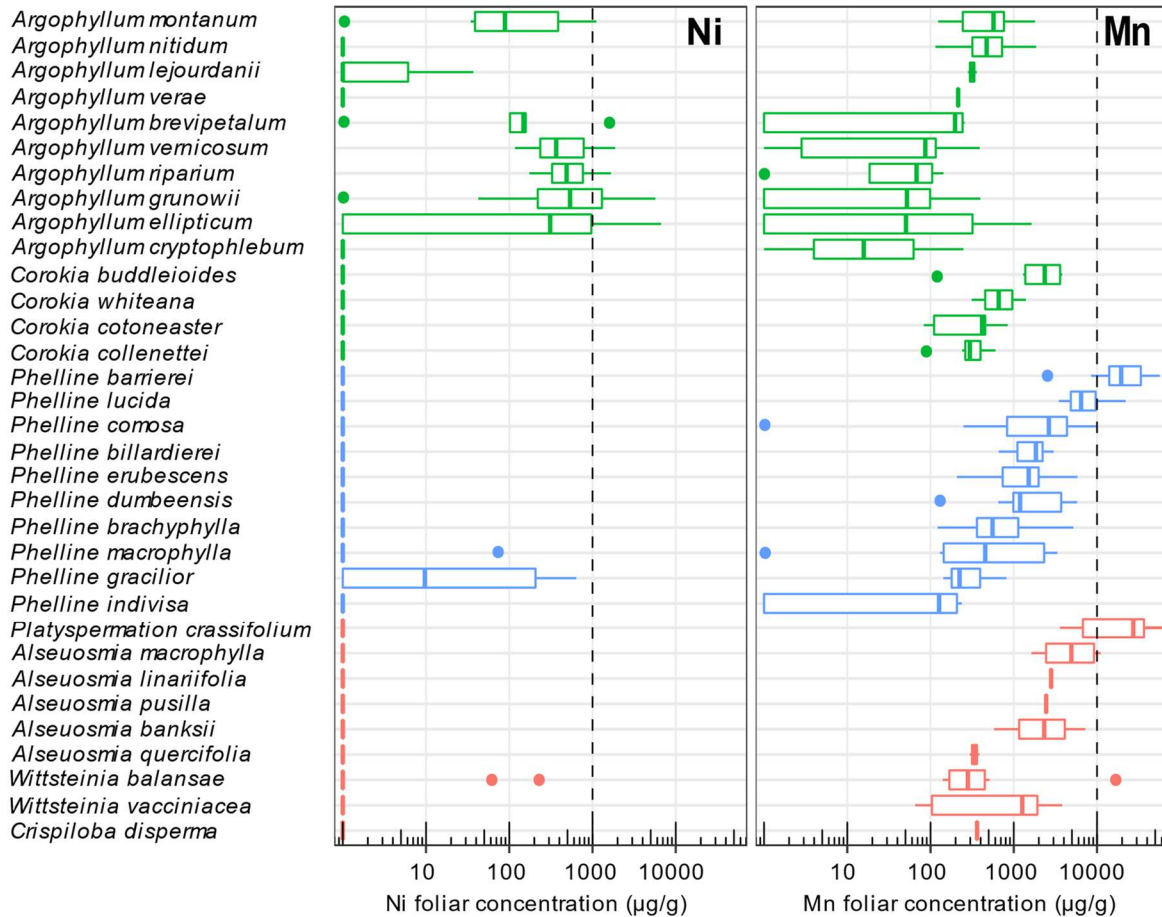 Argophyllum montanum
Argophyllum nitidum
Argophyllum lejourdanii
Argophyllum verae
Argophyllum brevipetalum
Argophyllum vernicosum
Argophyllum riparium
Argophyllum grunowii
Argophyllum ellipticum
Argophyllum cryptophlebum
Corokia buddleioides
Corokia whiteana
Corokia cotoneaster
Corokia collenettei
Phelline barrierei
Phelline lucida
Phelline comosa
Phelline billardierei
Phelline erubescens
Phelline dumbeensis
Phelline brachyphylla
Phelline macrophylla
Phelline gracilior
Phelline indivisa
Platyspermation crassifolium
Alseuosmia macrophylla
Alseuosmia linariifolia
Alseuosmia pusilla
Alseuosmia banksii
Alseuosmia quercifolia
Wittsteinia balansae
Wittsteinia vacciniacea
Crispiloba disperma
Ni
10 100 1000 10000
Ni foliar concentration (µg/g)
Mn
10 100 1000 10000
Mn foliar concentration (µg/g)